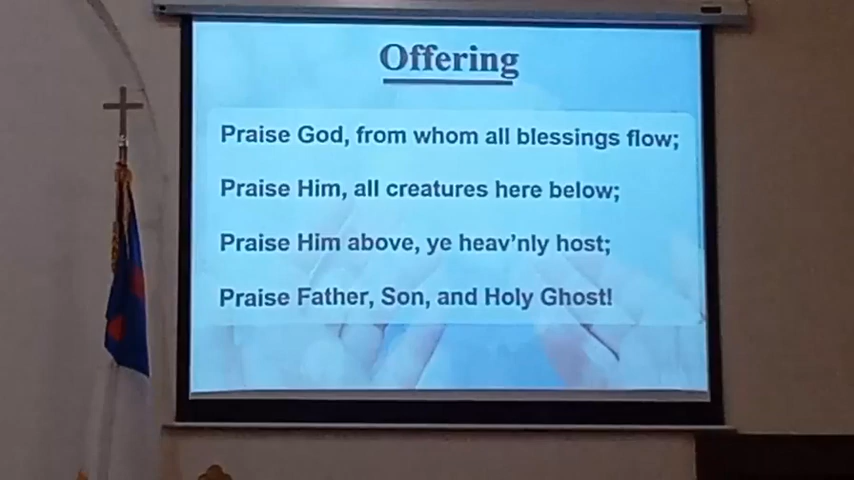 Offering
Praise God, from whom all blessings flow;
Praise Him, all creatures here below;
Praise Him above, ye heav’nly host;
Praise Father, Son, and Holy Ghost!